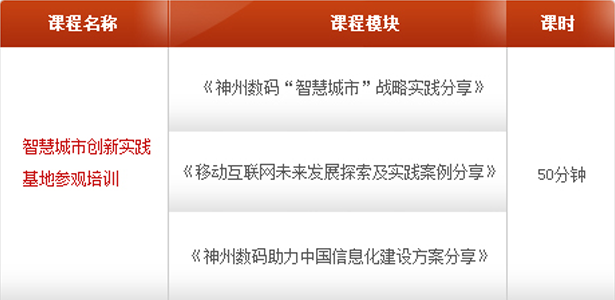 课程名称 课程模块 课时
《神州数码“智慧城市”战略实践分享》
智慧城市创新实践
基地参观培训
《移动互联网未来发展探索及实践案例分享》
50分钟
《神州数码助力中国信息化建设方案分享》